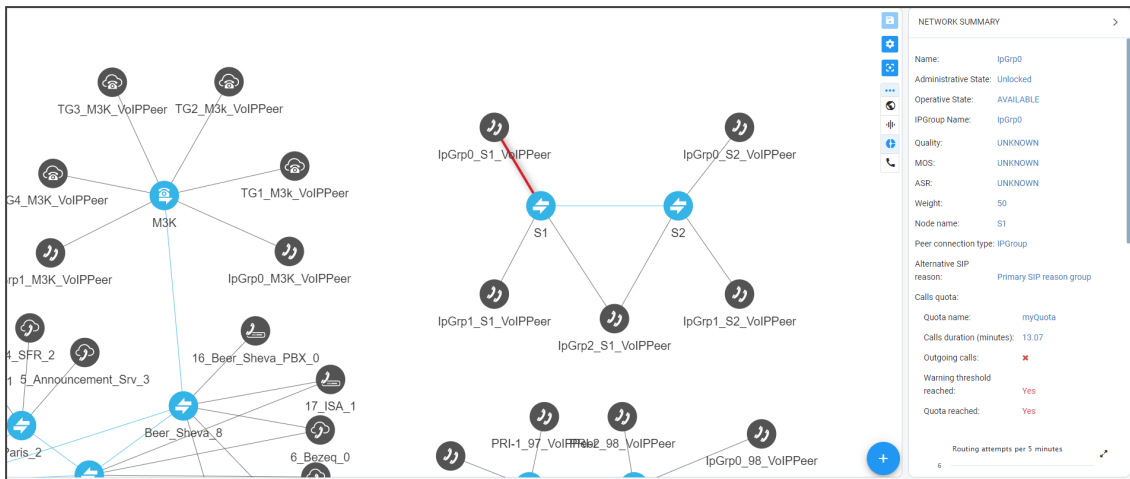 TG3_M3K_VoIPPeer
TG2_M3k_VoIPPeer
G4_M3K_VoIPPeer
TG1_M3k_VoIPPeer
M3K
rp1_M3K_VoIPPeer
IpGrp0_M3K_VoIPPeer
IpGrp0_S1_VoIPPeer
IpGrp0_S2_VoIPPeer
S1
S2
IpGrp1_S1_VoIPPeer
IpGrp1_S2_VoIPPeer
IpGrp2_S1_VoIPPeer
4_SFR_2
16_Beer_Sheva_PBX_0
1
5_Announcement_Srv_3
17_ISA_1
Paris_2
Beer_Sheva_8
6_Bezeq_0
PRI-1_97_VoIPPeer
PRI-2_98_VoIPPeer
IpGrp0_98_VoIPPeer
NETWORK SUMMARY
Name: IpGrp0
Administrative State: Unlocked
Operative State: AVAILABLE
IPGroup Name: IpGrp0
Quality: UNKNOWN
MOS: UNKNOWN
ASR: UNKNOWN
Weight: 50
Node name: S1
Peer connection type: IPGroup
Alternative SIP
reason: Primary SIP reason group
Calls quota:
Quota name: myQuota
Calls duration (minutes): 13.07
Outgoing calls:
Warning threshold
reached: Yes
Quota reached: Yes
Routing attempts per 5 minutes
6